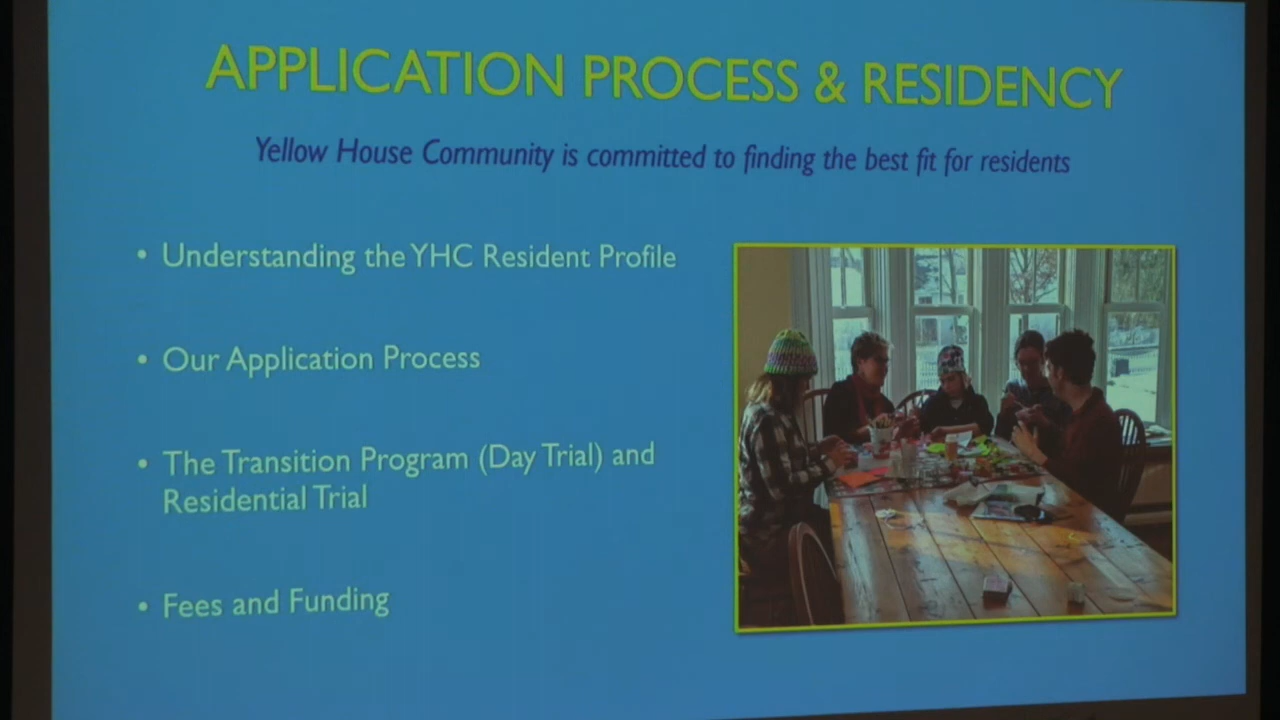 APPLICATION PROCESS & RESIDENCY
Yellow House Community is committed to finding the best fit for residents
• Understanding the YHC Resident Profile
• Our Application Process
• The Transition Program (Day Trial) and
Residential Trial
• Fees and Funding